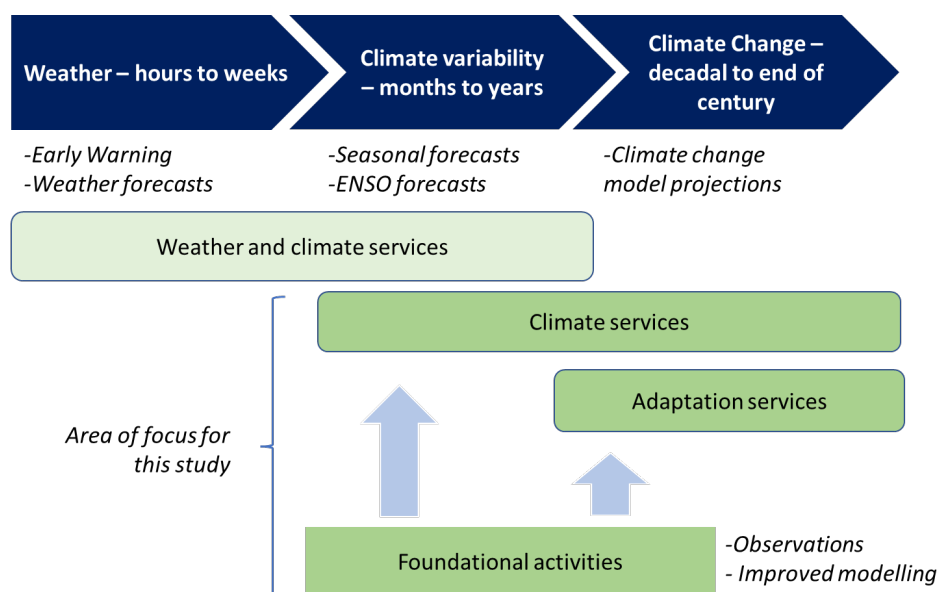 Weather – hours to weeks
Climate variability
– months to years
Climate Change –
decadal to end of
century
-Early Warning
-Weather forecasts
-Seasonal forecasts
-ENSO forecasts
-Climate change
model projections
Weather and climate services
Climate services
Adaptation services
Area of focus for
this study
Foundational activities
-Observations
- Improved modelling